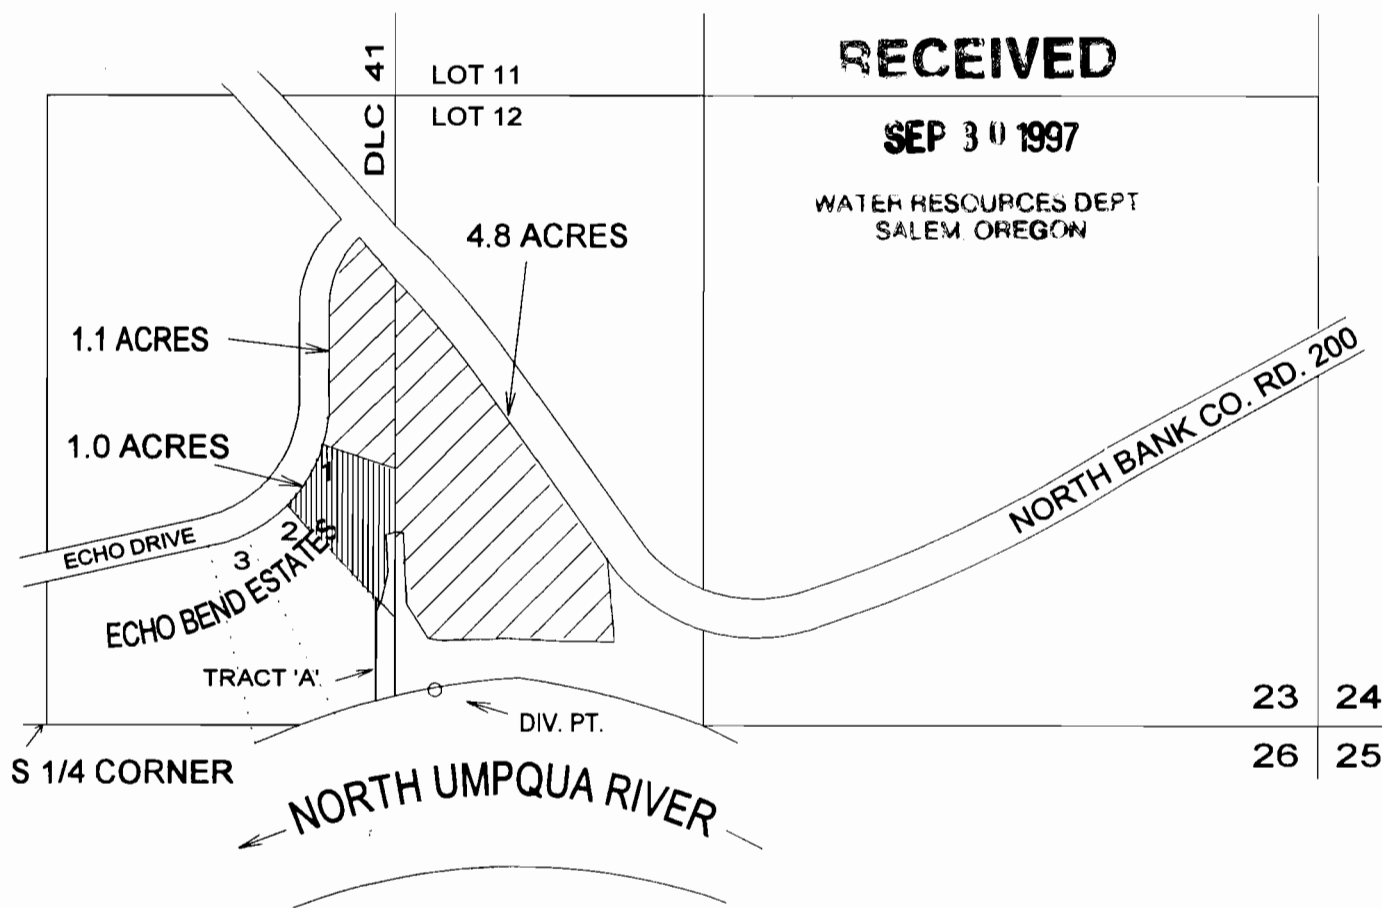 RECEIVED
SEP 30 1997
WATER RESOURCES DEPT
SALEM, OREGON
DLC 41
LOT 11
LOT 12
4.8 ACRES
1.1 ACRES
1.0 ACRES
1
2
3
ECHO DRIVE
ECHO BEND ESTATES
NORTH BANK CO. RD. 200
TRACT 'A'
DIV. PT.
23 24
26 25
S 1/4 CORNER
NORTH UMPQUA RIVER